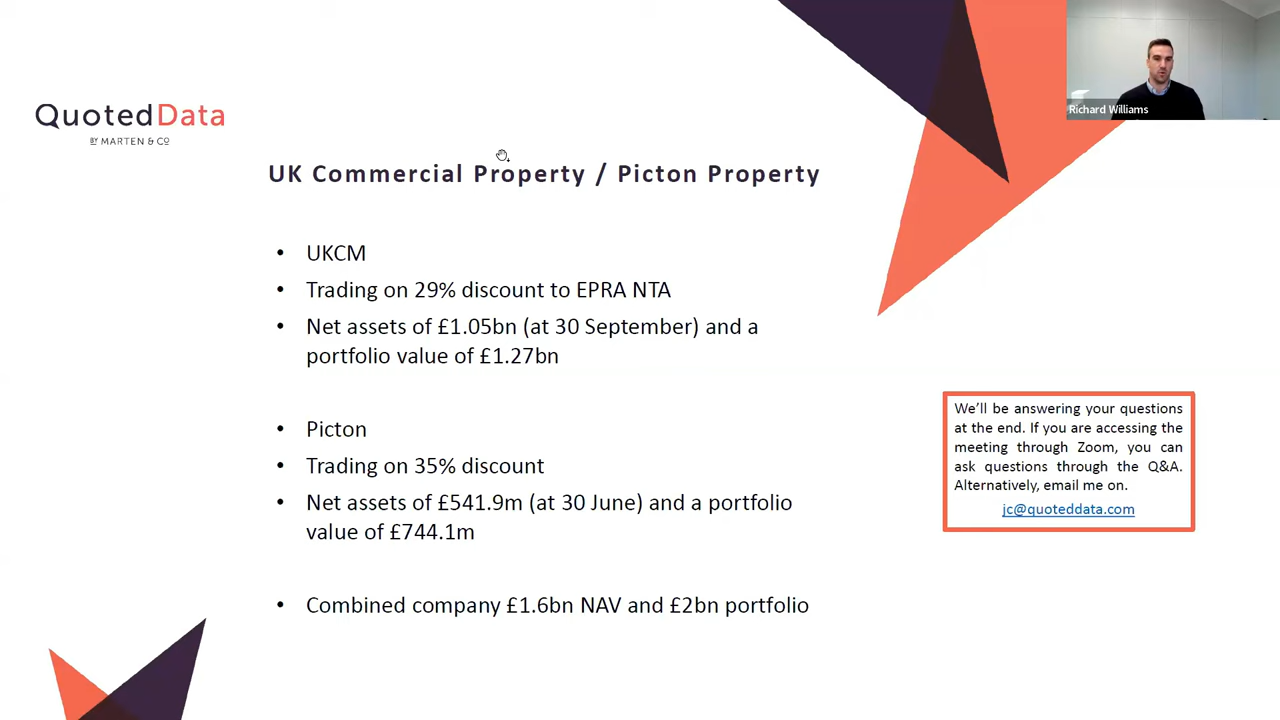 Richard Williams
QuotedData
BY MARTEN & CO
UK Commercial Property / Picton Property
• UKCM
• Trading on 29% discount to EPRA NTA
• Net assets of £1.05bn (at 30 September) and a
portfolio value of £1.27bn
• Picton
• Trading on 35% discount
• Net assets of £541.9m (at 30 June) and a portfolio
value of £744.1m
• Combined company £1.6bn NAV and £2bn portfolio
We’ll be answering your questions
at the end. If you are accessing the
meeting through Zoom, you can
ask questions through the Q&A.
Alternatively, email me on.
jc@quoteddata.com